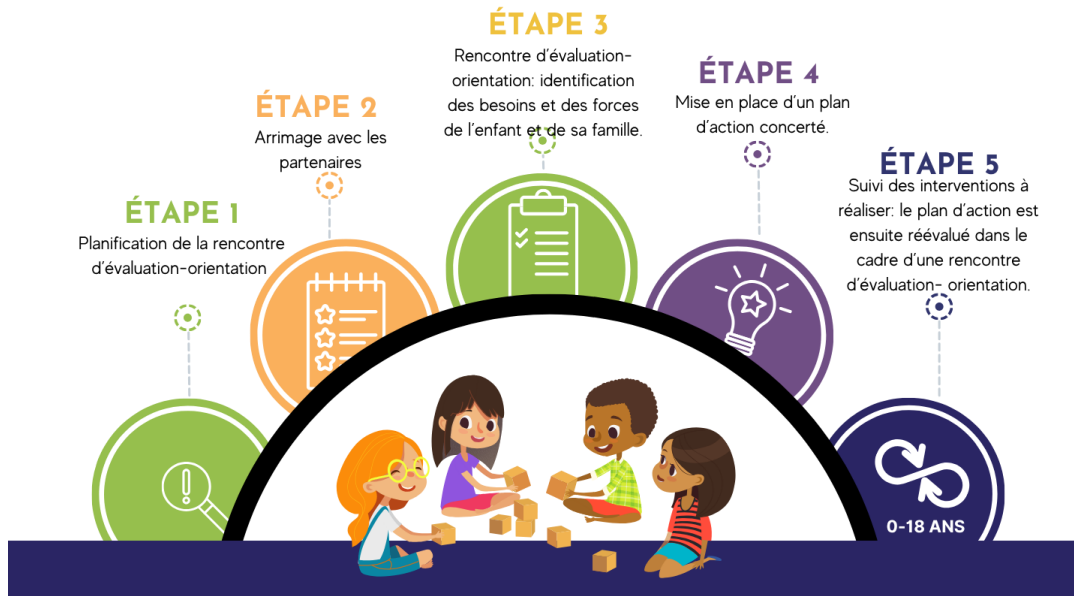 ÉTAPE 1
Planification de la rencontre
d'évaluation-orientation
ÉTAPE 2
Arrimage avec les
partenaires
ÉTAPE 3
Rencontre d'évaluation-
orientation: identification
des besoins et des forces
de l'enfant et de sa famille.
ÉTAPE 4
Mise en place d'un plan
d'action concerté.
ÉTAPE 5
Suivi des interventions à
réaliser: le plan d'action est
ensuite réévalué dans le
cadre d'une rencontre
d'évaluation- orientation.
0-18 ANS